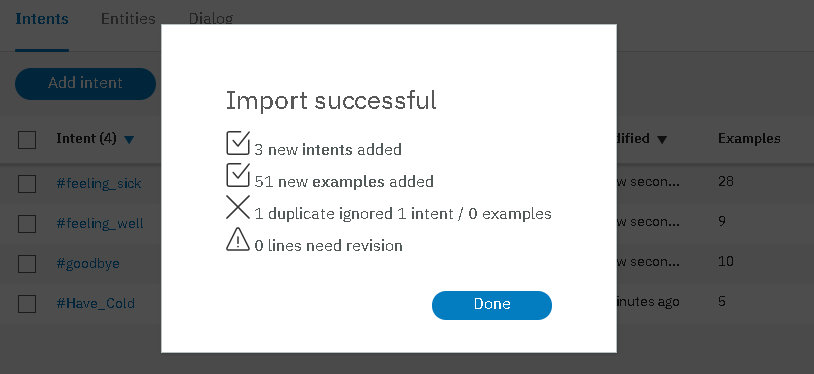 Intents Entities Dialog
Add intent
Import successful
3 new intents added
51 new examples added
1 duplicate ignored 1 intent / 0 examples
0 lines need revision
Done
Intent (4) ▼ dified ▼ Examples
#feeling_sick w secon... 28
#feeling_well w secon... 9
#goodbye w secon... 10
#Have_Cold inutes ago 5